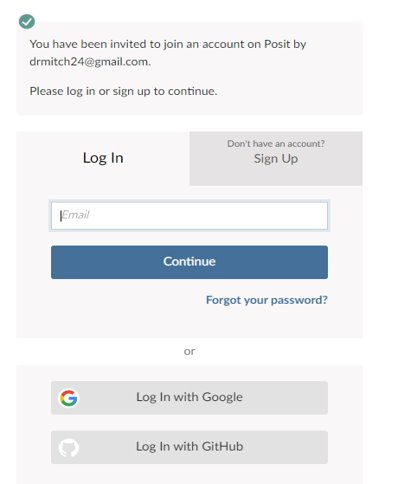 You have been invited to join an account on Posit by
drmitch24@gmail.com.
Please log in or sign up to continue.
Log In
Don't have an account?
Sign Up
Email
Continue
Forgot your password?
or
Log In with Google
Log In with GitHub